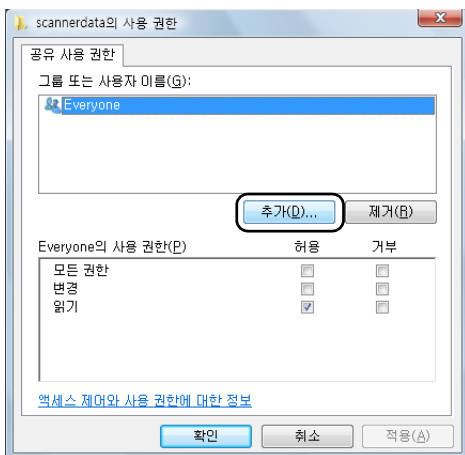 scannerdata의 사용 권한
공유 사용 권한
그룹 또는 사용자 이름(G):
Everyone
추가(D)... 제거(R)
Everyone의 사용 권한(P) 허용 거부
모든 권한
변경
읽기
액세스 제어와 사용 권한에 대한 정보
확인 취소 적용(A)